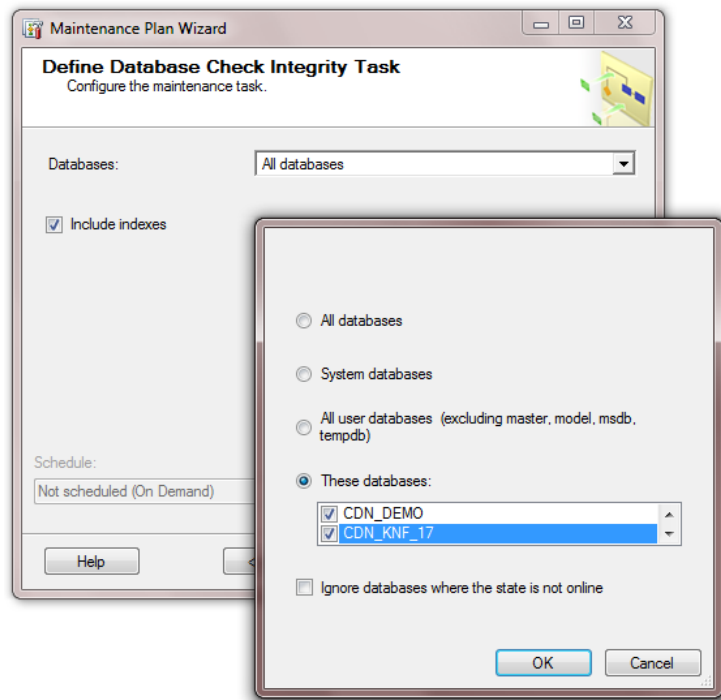 Maintenance Plan Wizard
Define Database Check Integrity Task
Configure the maintenance task.
Databases:
All databases
Include indexes
All databases
System databases
All user databases (excluding master, model, msdb,
tempdb)
These databases:
CDN_DEMO
CDN_KNF_17
Ignore databases where the state is not online
OK
Cancel
Schedule:
Not scheduled (On Demand)
Help
<